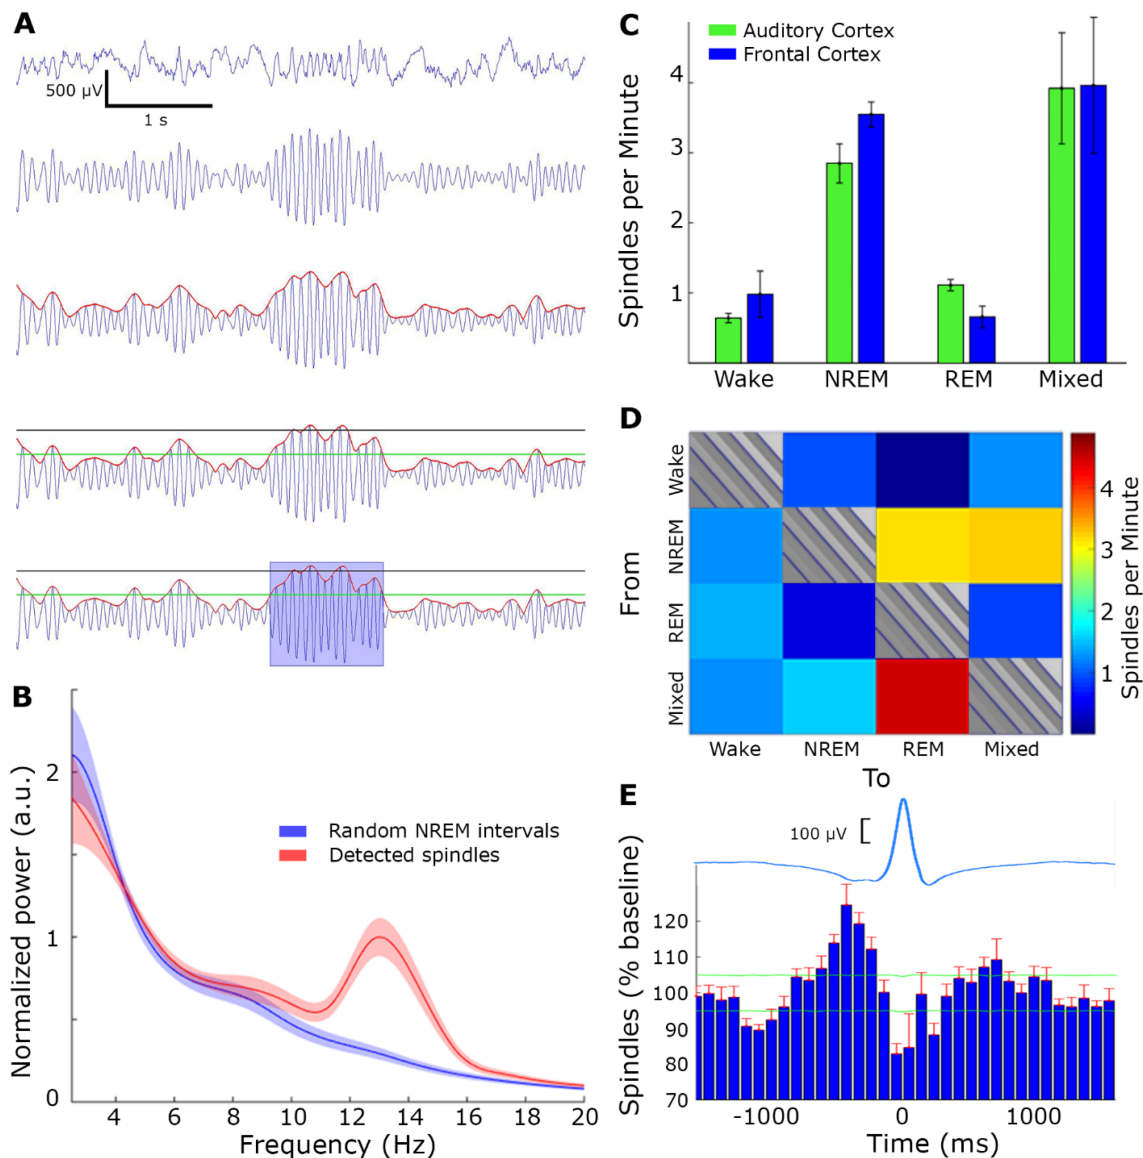 A
500 µV
1 s
B
Normalized power (a.u.)
2
1
0
Random NREM intervals
Detected spindles
4 6 8 10 12 14 16 18 20
Frequency (Hz)
C
Auditory Cortex
Frontal Cortex
Spindles per Minute
4
3
2
1
Wake NREM REM Mixed
D
From
Wake
NREM
REM
Mixed
Wake NREM REM Mixed
To
4
3
2
1
Spindles per Minute
E
100 µV
Spindles (% baseline)
120
110
100
90
80
70
-1000 0 1000
Time (ms)